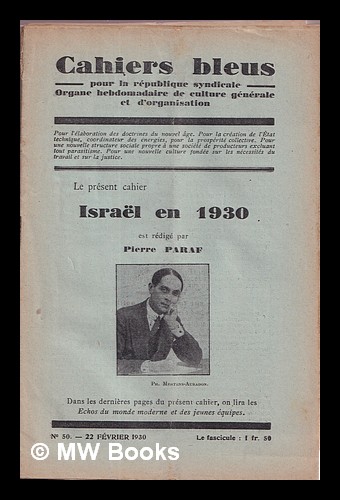 Cahiers bleus
pour la république syndicale
Organe hebdomadaire de culture générale
et d'organisation
Pour l'élaboration des doctrines du nouvel âge. Pour la création de l'État
technique, coordinateur des énergies, pour la prospérité collective. Pour
une nouvelle structure sociale propre à une société de producteurs excluant
tout parasitisme. Pour une nouvelle culture fondée sur les nécessités du
travail et sur la justice.
Le présent cahier
Israël en 1930
est rédigé par
Pierre PARAF
Dans les dernières pages du présent cahier, on lira les
Echos du monde moderne et des jeunes équipes.
N° 50. — 22 FÉVRIER 1930
Le fascicule : 1 fr. 50
© MW Books